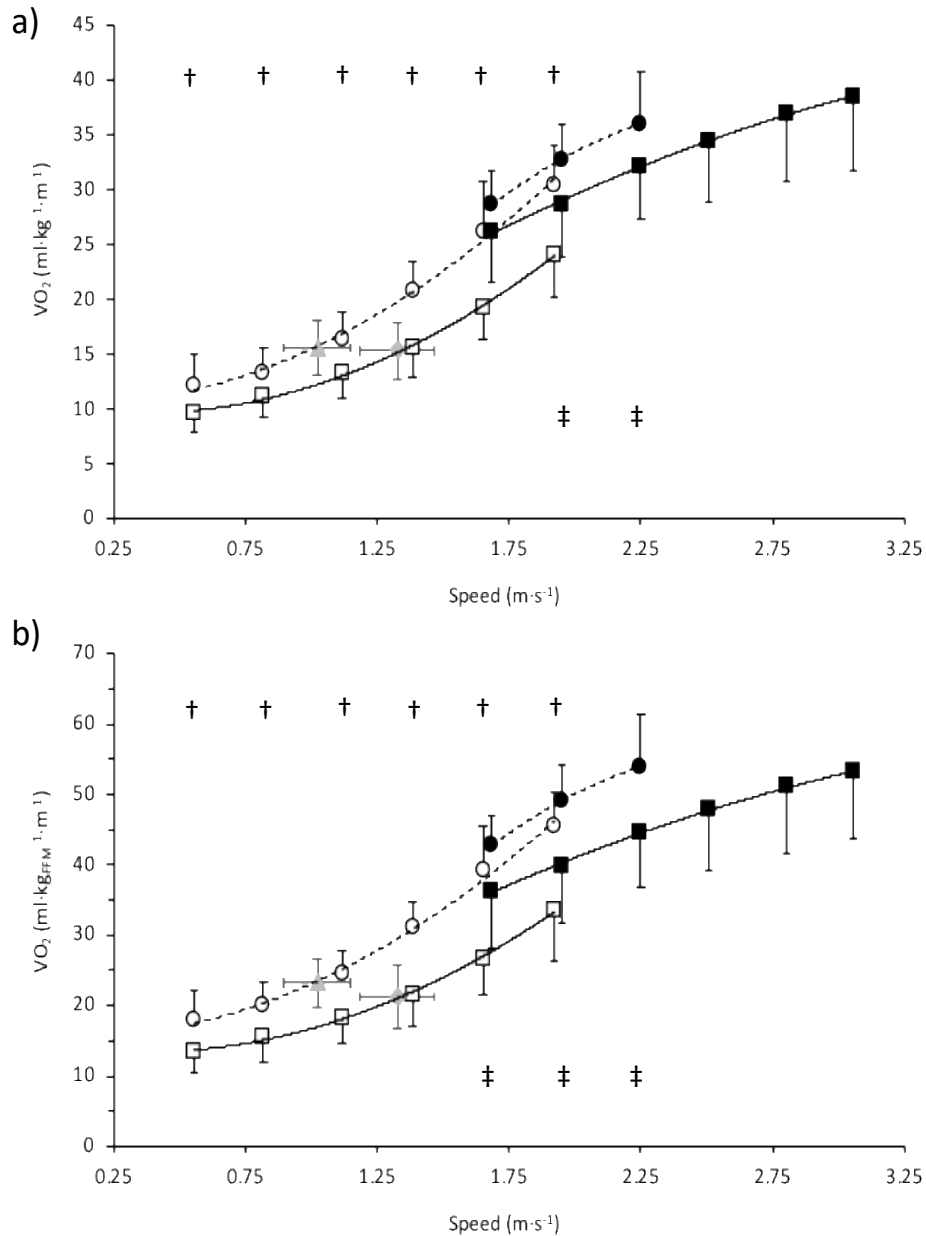 a)
45
40
35
30
25
20
15
10
5
0
VO₂ (ml·kg⁻¹·m⁻¹)
† † † † † †
‡ ‡
0.25 0.75 1.25 1.75 2.25 2.75 3.25
Speed (m·s⁻¹)
b)
70
60
50
40
30
20
10
0
VO₂ (ml·kg_FFM ¹·m ¹)
† † † † † †
‡ ‡ ‡
0.25 0.75 1.25 1.75 2.25 2.75 3.25
Speed (m·s⁻¹)